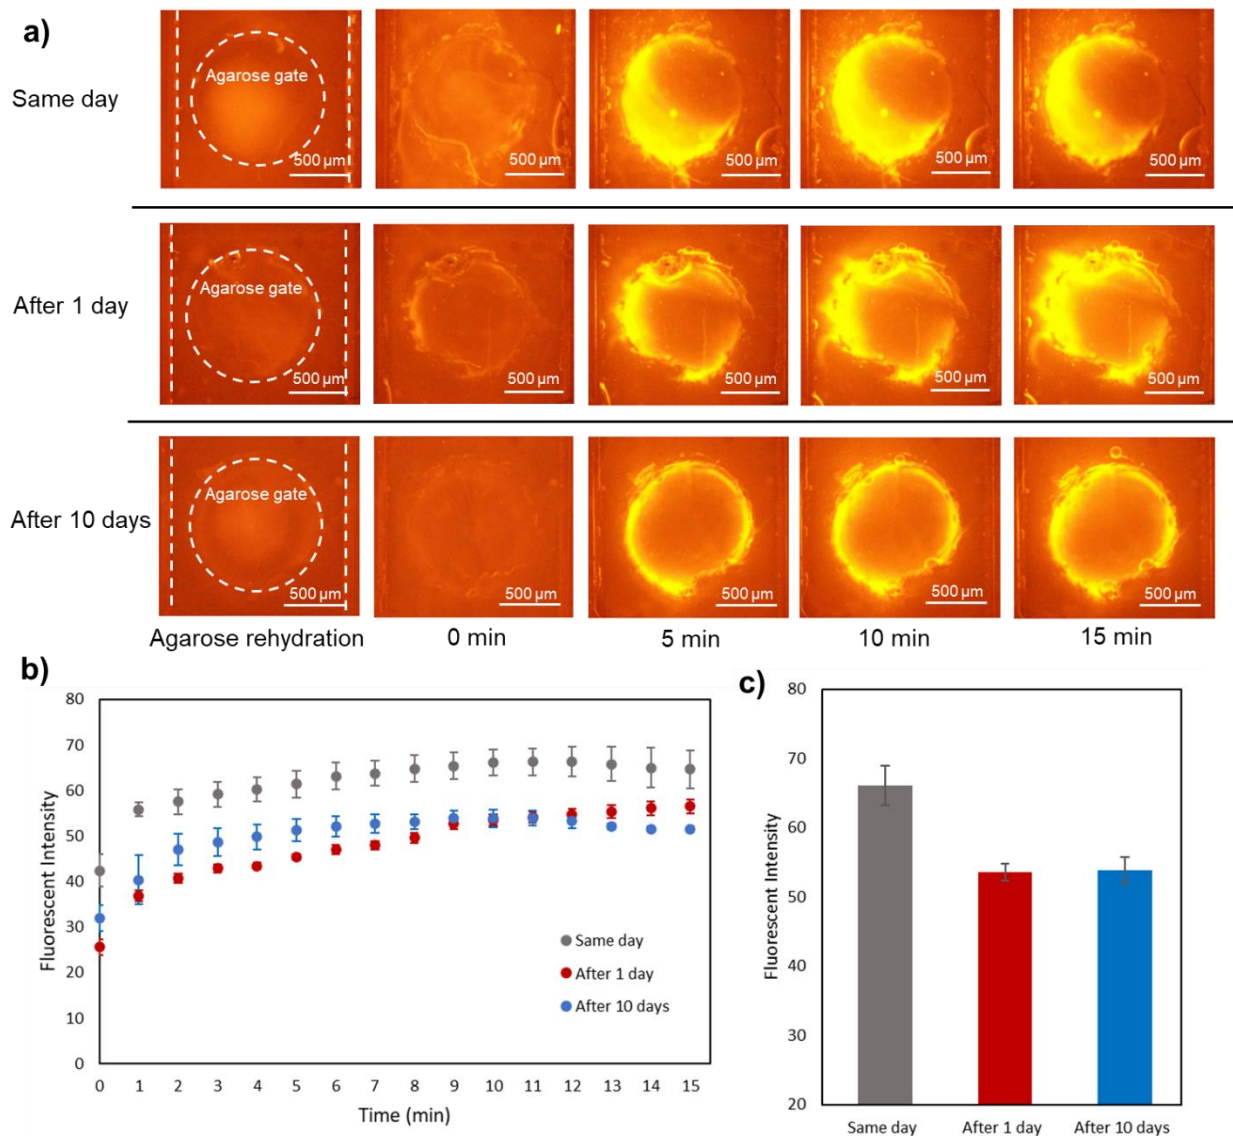 a)
Same day
Agarose gate
500 µm
500 µm
500 µm
500 µm
500 µm
After 1 day
Agarose gate
500 µm
500 µm
500 µm
500 µm
500 µm
After 10 days
Agarose gate
500 µm
500 µm
500 µm
500 µm
500 µm
Agarose rehydration 0 min 5 min 10 min 15 min
b)
Fluorescent Intensity
80
70
60
50
40
30
20
10
0
Same day
After 1 day
After 10 days
0 1 2 3 4 5 6 7 8 9 10 11 12 13 14 15
Time (min)
c)
Fluorescent Intensity
80
70
60
50
40
30
20
Same day After 1 day After 10 days